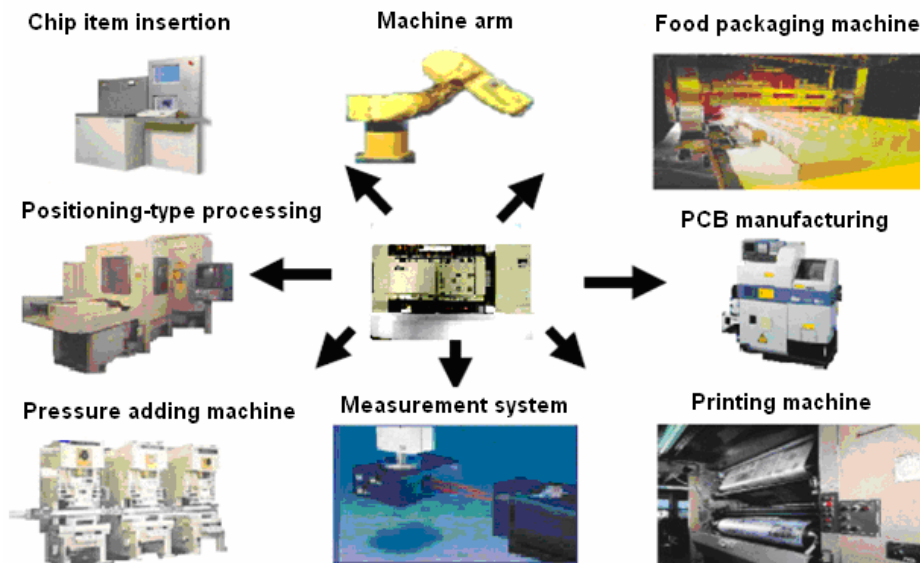 Chip item insertion
Machine arm
Food packaging machine
Positioning-type processing
PCB manufacturing
Pressure adding machine
Measurement system
Printing machine